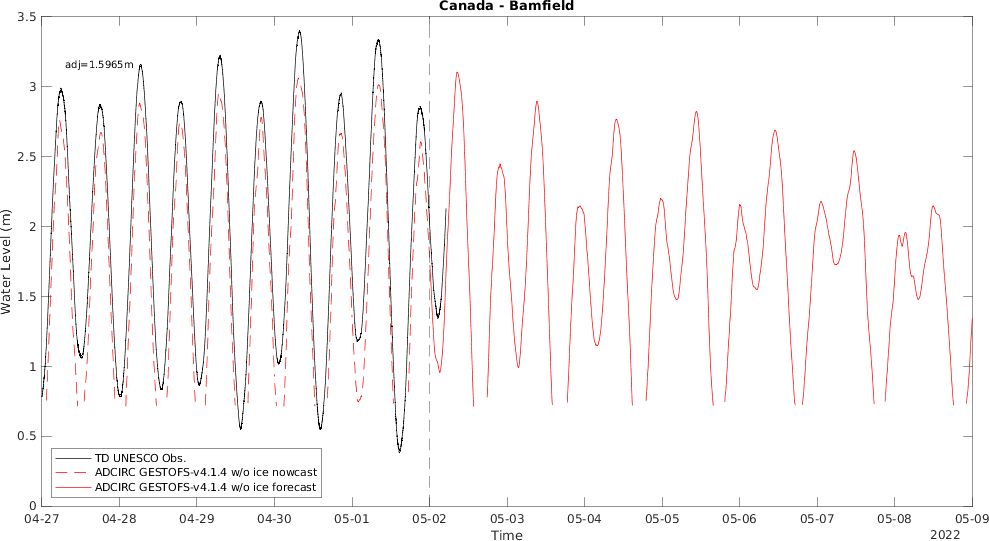 Canada - Bamfield
3.5
adj=1.5965m
3
2.5
2
1.5
1
0.5
0
Water Level (m)
TD UNESCO Obs.
ADCIRC GESTOFS-v4.1.4 w/o ice nowcast
ADCIRC GESTOFS-v4.1.4 w/o ice forecast
04-27 04-28 04-29 04-30 05-01 05-02 05-03 05-04 05-05 05-06 05-07 05-08 05-09
Time
2022